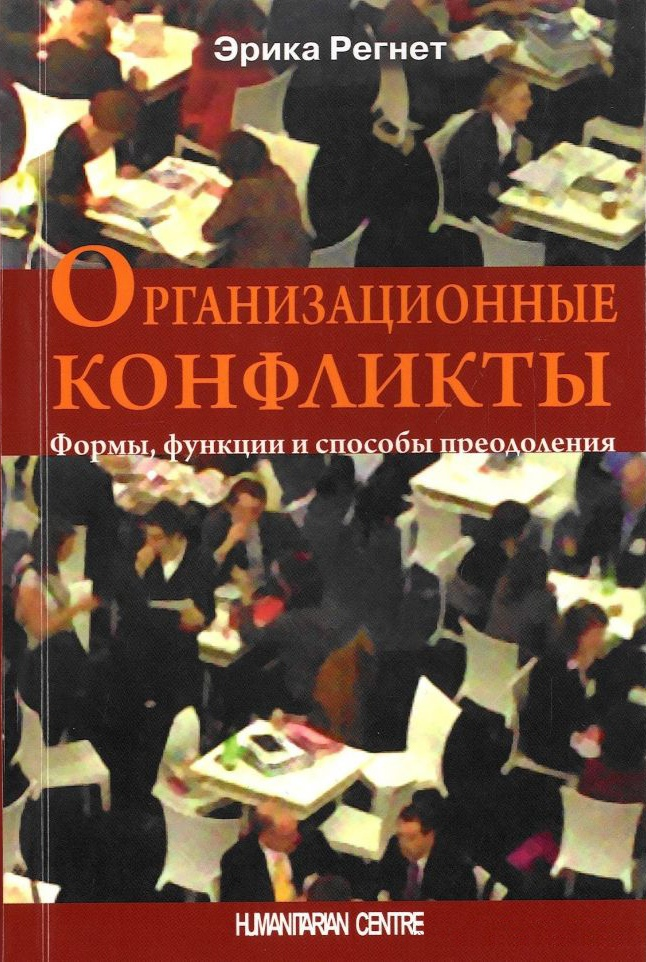 Эрика Регнет
Организационные
конфликты
Формы, функции и способы преодоления
HUMANITARIAN CENTRE